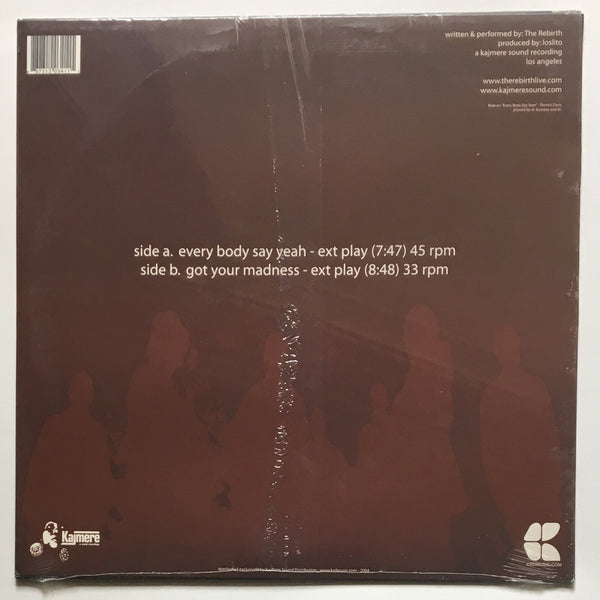 written & performed by: The Rebirth
produced by: loslito
a kajmere sound recording
los angeles
www.therebirthlive.com
www.kajmeresound.com
side a. every body say yeah - ext play (7:47) 45 rpm
side b. got your madness - ext play (8:48) 33 rpm
Kajmere